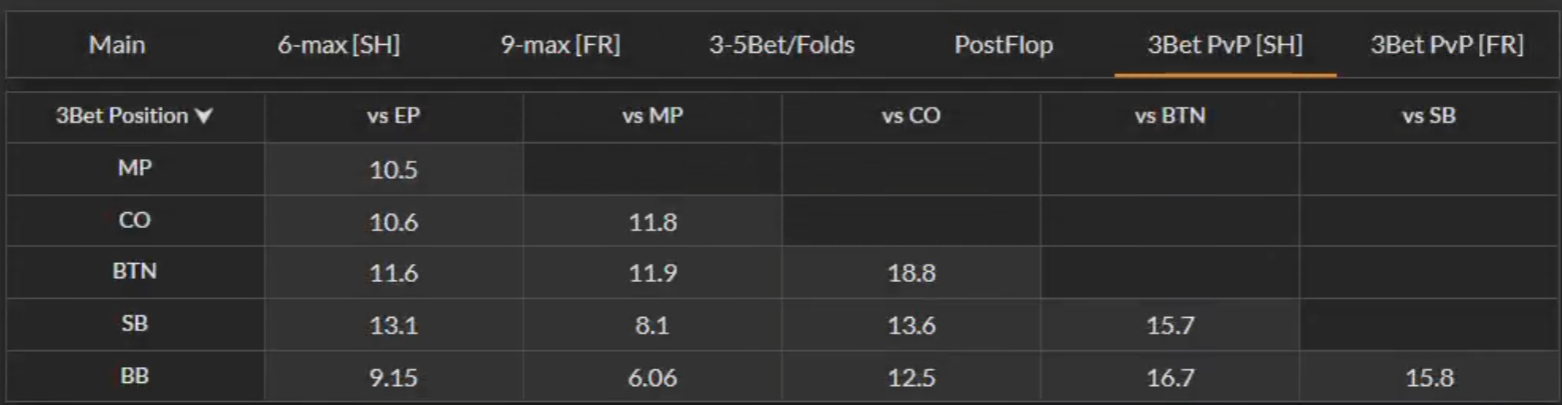 Main 6-max [SH] 9-max [FR] 3-5Bet/Folds PostFlop 3Bet PvP [SH] 3Bet PvP [FR]
3Bet Position vs EP vs MP vs CO vs BTN vs SB
MP 10.5
CO 10.6 11.8
BTN 11.6 11.9 18.8
SB 13.1 8.1 13.6 15.7
BB 9.15 6.06 12.5 16.7 15.8